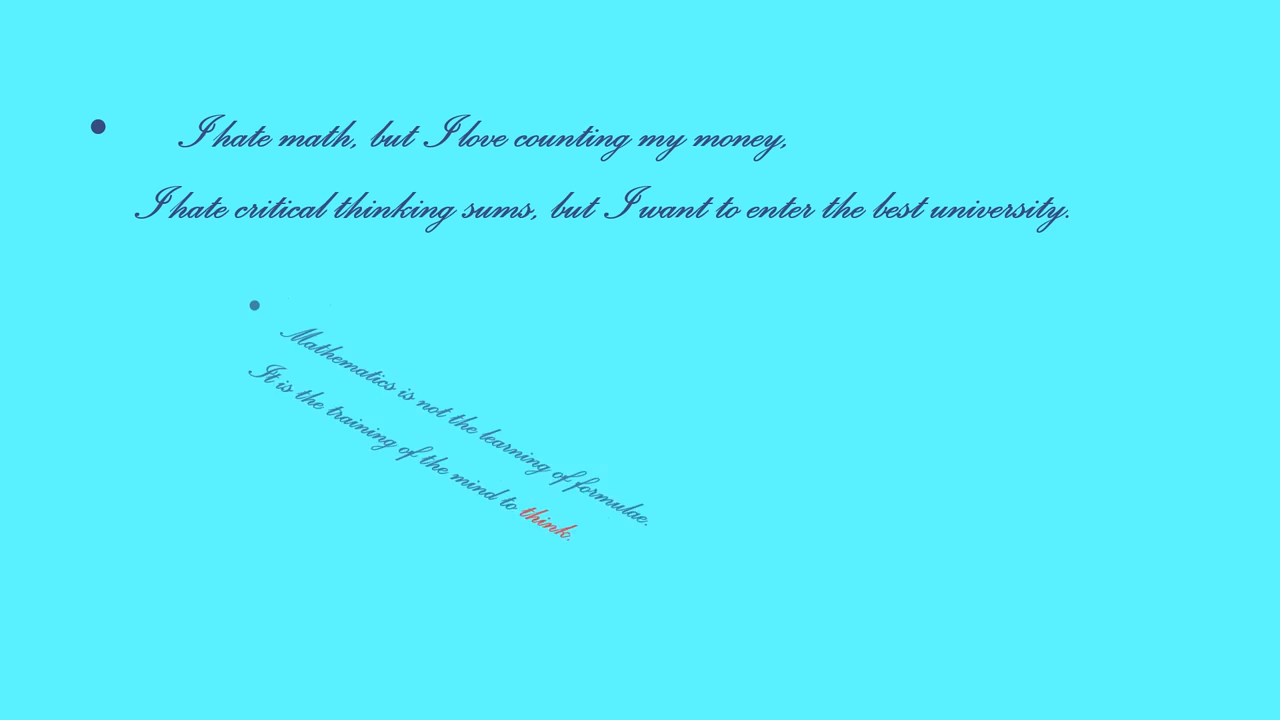 • I hate math, but I love counting my money,
I hate critical thinking sums, but I want to enter the best university.
• Mathematics is not the learning of formulae.
It is the training of the mind to think.